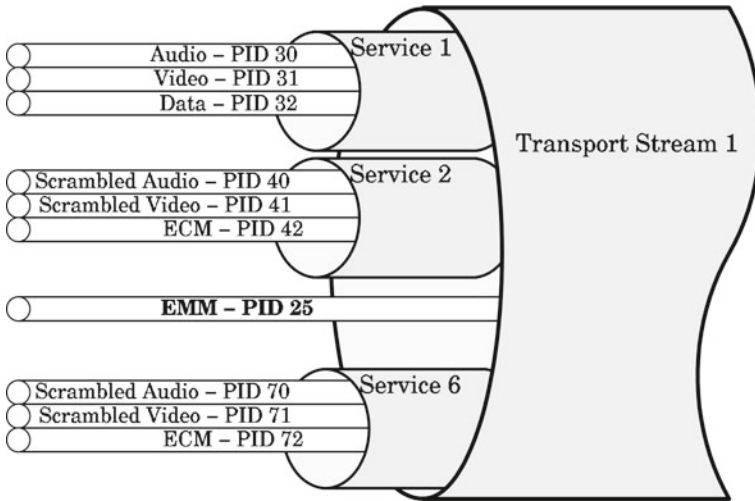 Audio – PID 30
Video – PID 31
Data – PID 32
Service 1
Transport Stream 1
Scrambled Audio – PID 40
Scrambled Video – PID 41
ECM – PID 42
Service 2
EMM – PID 25
Scrambled Audio – PID 70
Scrambled Video – PID 71
ECM – PID 72
Service 6